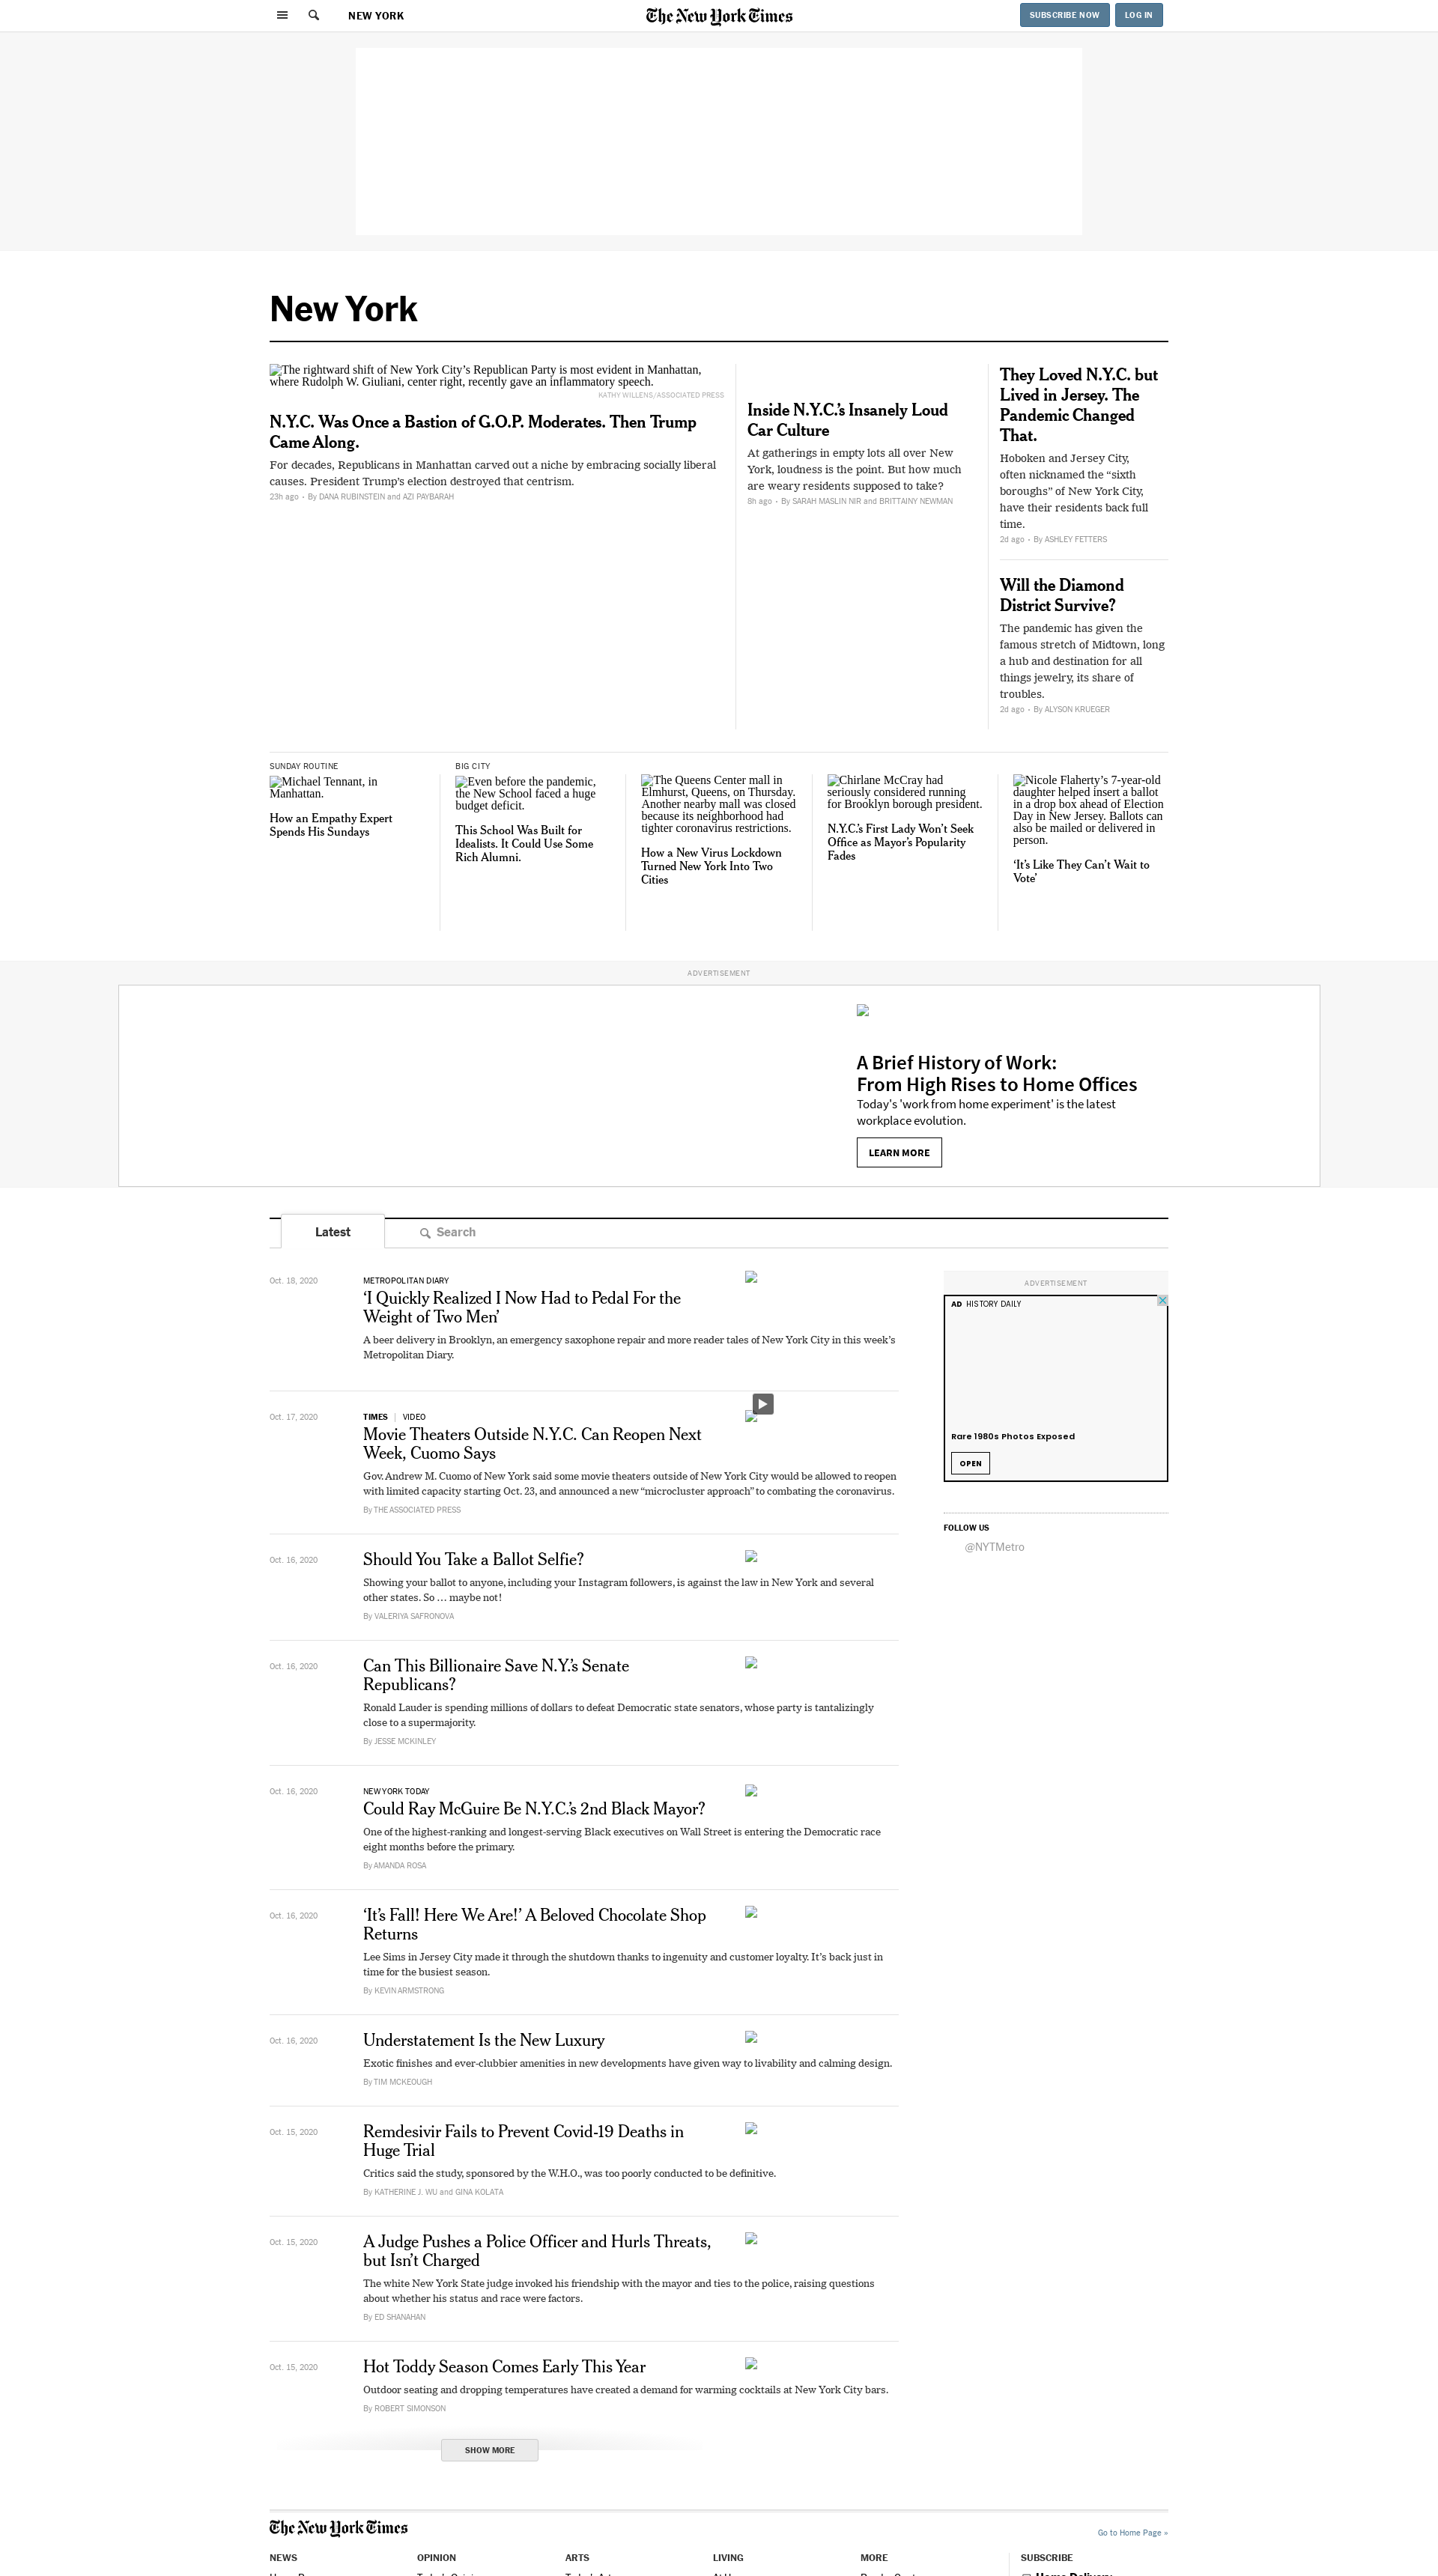 NEW YORK
The New York Times
SUBSCRIBE NOW
LOG IN
New York
The rightward shift of New York City’s Republican Party is most evident in Manhattan,
where Rudolph W. Giuliani, center right, recently gave an inflammatory speech.
KATHY WILLENS/ASSOCIATED PRESS
N.Y.C. Was Once a Bastion of G.O.P. Moderates. Then Trump
Came Along.
For decades, Republicans in Manhattan carved out a niche by embracing socially liberal
causes. President Trump’s election destroyed that centrism.
23h ago • By DANA RUBINSTEIN and AZI PAYBARAH
Inside N.Y.C.’s Insanely Loud
Car Culture
At gatherings in empty lots all over New
York, loudness is the point. But how much
are weary residents supposed to take?
8h ago • By SARAH MASLIN NIR and BRITTAINY NEWMAN
They Loved N.Y.C. but
Lived in Jersey. The
Pandemic Changed
That.
Hoboken and Jersey City,
often nicknamed the “sixth
boroughs” of New York City,
have their residents back full
time.
2d ago • By ASHLEY FETTERS
Will the Diamond
District Survive?
The pandemic has given the
famous stretch of Midtown, long
a hub and destination for all
things jewelry, its share of
troubles.
2d ago • By ALYSON KRUEGER
SUNDAY ROUTINE
Michael Tennant, in
Manhattan.
How an Empathy Expert
Spends His Sundays
BIG CITY
Even before the pandemic,
the New School faced a huge
budget deficit.
This School Was Built for
Idealists. It Could Use Some
Rich Alumni.
The Queens Center mall in
Elmhurst, Queens, on Thursday.
Another nearby mall was closed
because its neighborhood had
tighter coronavirus restrictions.
How a New Virus Lockdown
Turned New York Into Two
Cities
Chirlane McCray had
seriously considered running
for Brooklyn borough president.
N.Y.C.’s First Lady Won’t Seek
Office as Mayor’s Popularity
Fades
Nicole Flaherty’s 7-year-old
daughter helped insert a ballot
in a drop box ahead of Election
Day in New Jersey. Ballots can
also be mailed or delivered in
person.
‘It’s Like They Can’t Wait to
Vote’
ADVERTISEMENT
A Brief History of Work:
From High Rises to Home Offices
Today's 'work from home experiment' is the latest
workplace evolution.
LEARN MORE
Latest
Search
Oct. 18, 2020
METROPOLITAN DIARY
‘I Quickly Realized I Now Had to Pedal For the
Weight of Two Men’
A beer delivery in Brooklyn, an emergency saxophone repair and more reader tales of New York City in this week’s
Metropolitan Diary.
ADVERTISEMENT
AD HISTORY DAILY
Rare 1980s Photos Exposed
OPEN
FOLLOW US
@NYTMetro
Oct. 17, 2020
TIMES | VIDEO
Movie Theaters Outside N.Y.C. Can Reopen Next
Week, Cuomo Says
Gov. Andrew M. Cuomo of New York said some movie theaters outside of New York City would be allowed to reopen
with limited capacity starting Oct. 23, and announced a new “microcluster approach” to combating the coronavirus.
By THE ASSOCIATED PRESS
Oct. 16, 2020
Should You Take a Ballot Selfie?
Showing your ballot to anyone, including your Instagram followers, is against the law in New York and several
other states. So … maybe not!
By VALERIYA SAFRONOVA
Oct. 16, 2020
Can This Billionaire Save N.Y.’s Senate
Republicans?
Ronald Lauder is spending millions of dollars to defeat Democratic state senators, whose party is tantalizingly
close to a supermajority.
By JESSE MCKINLEY
Oct. 16, 2020
NEW YORK TODAY
Could Ray McGuire Be N.Y.C.’s 2nd Black Mayor?
One of the highest-ranking and longest-serving Black executives on Wall Street is entering the Democratic race
eight months before the primary.
By AMANDA ROSA
Oct. 16, 2020
‘It’s Fall! Here We Are!’ A Beloved Chocolate Shop
Returns
Lee Sims in Jersey City made it through the shutdown thanks to ingenuity and customer loyalty. It’s back just in
time for the busiest season.
By KEVIN ARMSTRONG
Oct. 16, 2020
Understatement Is the New Luxury
Exotic finishes and ever-clubbier amenities in new developments have given way to livability and calming design.
By TIM MCKEOUGH
Oct. 15, 2020
Remdesivir Fails to Prevent Covid-19 Deaths in
Huge Trial
Critics said the study, sponsored by the W.H.O., was too poorly conducted to be definitive.
By KATHERINE J. WU and GINA KOLATA
Oct. 15, 2020
A Judge Pushes a Police Officer and Hurls Threats,
but Isn’t Charged
The white New York State judge invoked his friendship with the mayor and ties to the police, raising questions
about whether his status and race were factors.
By ED SHANAHAN
Oct. 15, 2020
Hot Toddy Season Comes Early This Year
Outdoor seating and dropping temperatures have created a demand for warming cocktails at New York City bars.
By ROBERT SIMONSON
SHOW MORE
The New York Times
Go to Home Page »
NEWS
OPINION
ARTS
LIVING
MORE
SUBSCRIBE